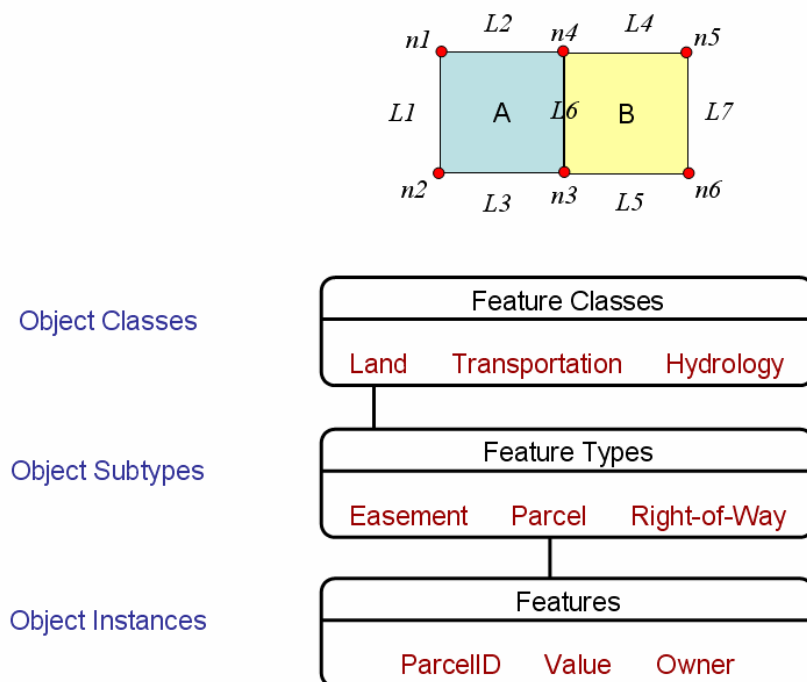 L2 n4 L4
n1 n5
L1 A L6 B L7
n2 n3 n6
L3 L5
Feature Classes
Object Classes
Land Transportation Hydrology
Feature Types
Object Subtypes
Easement Parcel Right-of-Way
Features
Object Instances
ParcelID Value Owner